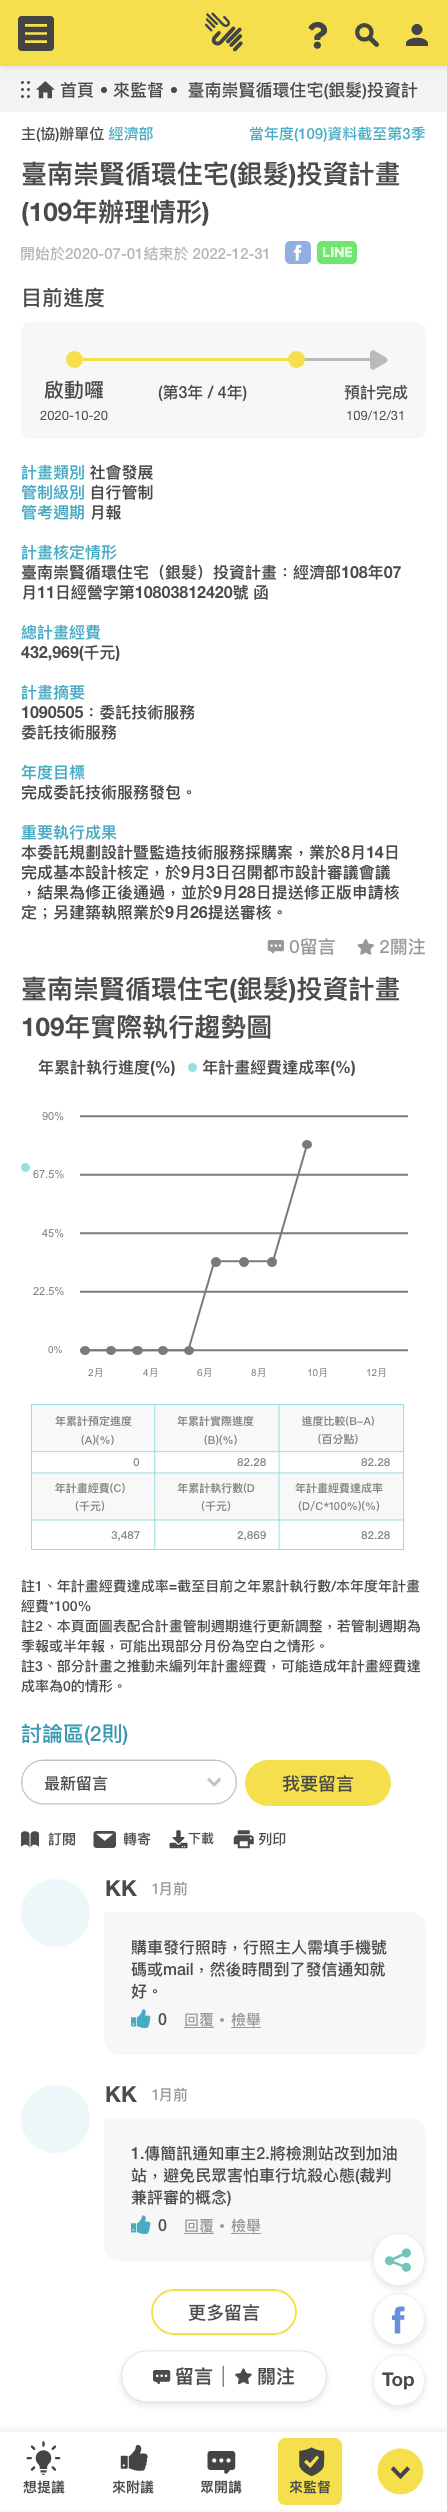 首頁 • 來監督 • 臺南崇賢循環住宅(銀髮)投資計
主(協)辦單位 經濟部
當年度(109)資料截至第3季
臺南崇賢循環住宅(銀髮)投資計畫
(109年辦理情形)
開始於2020-07-01結束於 2022-12-31
f
LINE
目前進度
啟動囉
(第3年 / 4年)
預計完成
2020-10-20
109/12/31
計畫類別 社會發展
管制級別 自行管制
管考週期 月報
計畫核定情形
臺南崇賢循環住宅（銀髮）投資計畫：經濟部108年07
月11日經營字第10803812420號 函
總計畫經費
432,969(千元)
計畫摘要
1090505：委託技術服務
委託技術服務
年度目標
完成委託技術服務發包。
重要執行成果
本委託規劃設計暨監造技術服務採購案，業於8月14日
完成基本設計核定，於9月3日召開都市設計審議會議
，結果為修正後通過，並於9月28日提送修正版申請核
定；另建築執照業於9月26提送審核。
0留言
2關注
臺南崇賢循環住宅(銀髮)投資計畫
109年實際執行趨勢圖
年累計執行進度(%)
年計畫經費達成率(%)
90%
67.5%
45%
22.5%
0%
2月 4月 6月 8月 10月 12月
年累計預定進度 年累計實際進度 進度比較(B–A)
(A)(%) (B)(%) (百分點)
0 82.28 82.28
年計畫經費(C) 年累計執行數(D 年計畫經費達成率
(千元) (千元) (D/C*100%)(%)
3,487 2,869 82.28
註1、年計畫經費達成率=截至目前之年累計執行數/本年度年計畫
經費*100%
註2、本頁面圖表配合計畫管制週期進行更新調整，若管制週期為
季報或半年報，可能出現部分月份為空白之情形。
註3、部分計畫之推動未編列年計畫經費，可能造成年計畫經費達
成率為0的情形。
討論區(2則)
最新留言
我要留言
訂閱 轉寄 下載 列印
KK 1月前
購車發行照時，行照主人需填手機號
碼或mail，然後時間到了發信通知就
好。
0 回覆 • 檢舉
KK 1月前
1.傳簡訊通知車主2.將檢測站改到加油
站，避免民眾害怕車行坑殺心態(裁判
兼評審的概念)
0 回覆 • 檢舉
更多留言
f
留言 | 關注
Top
想提議 來附議 眾開講 來監督